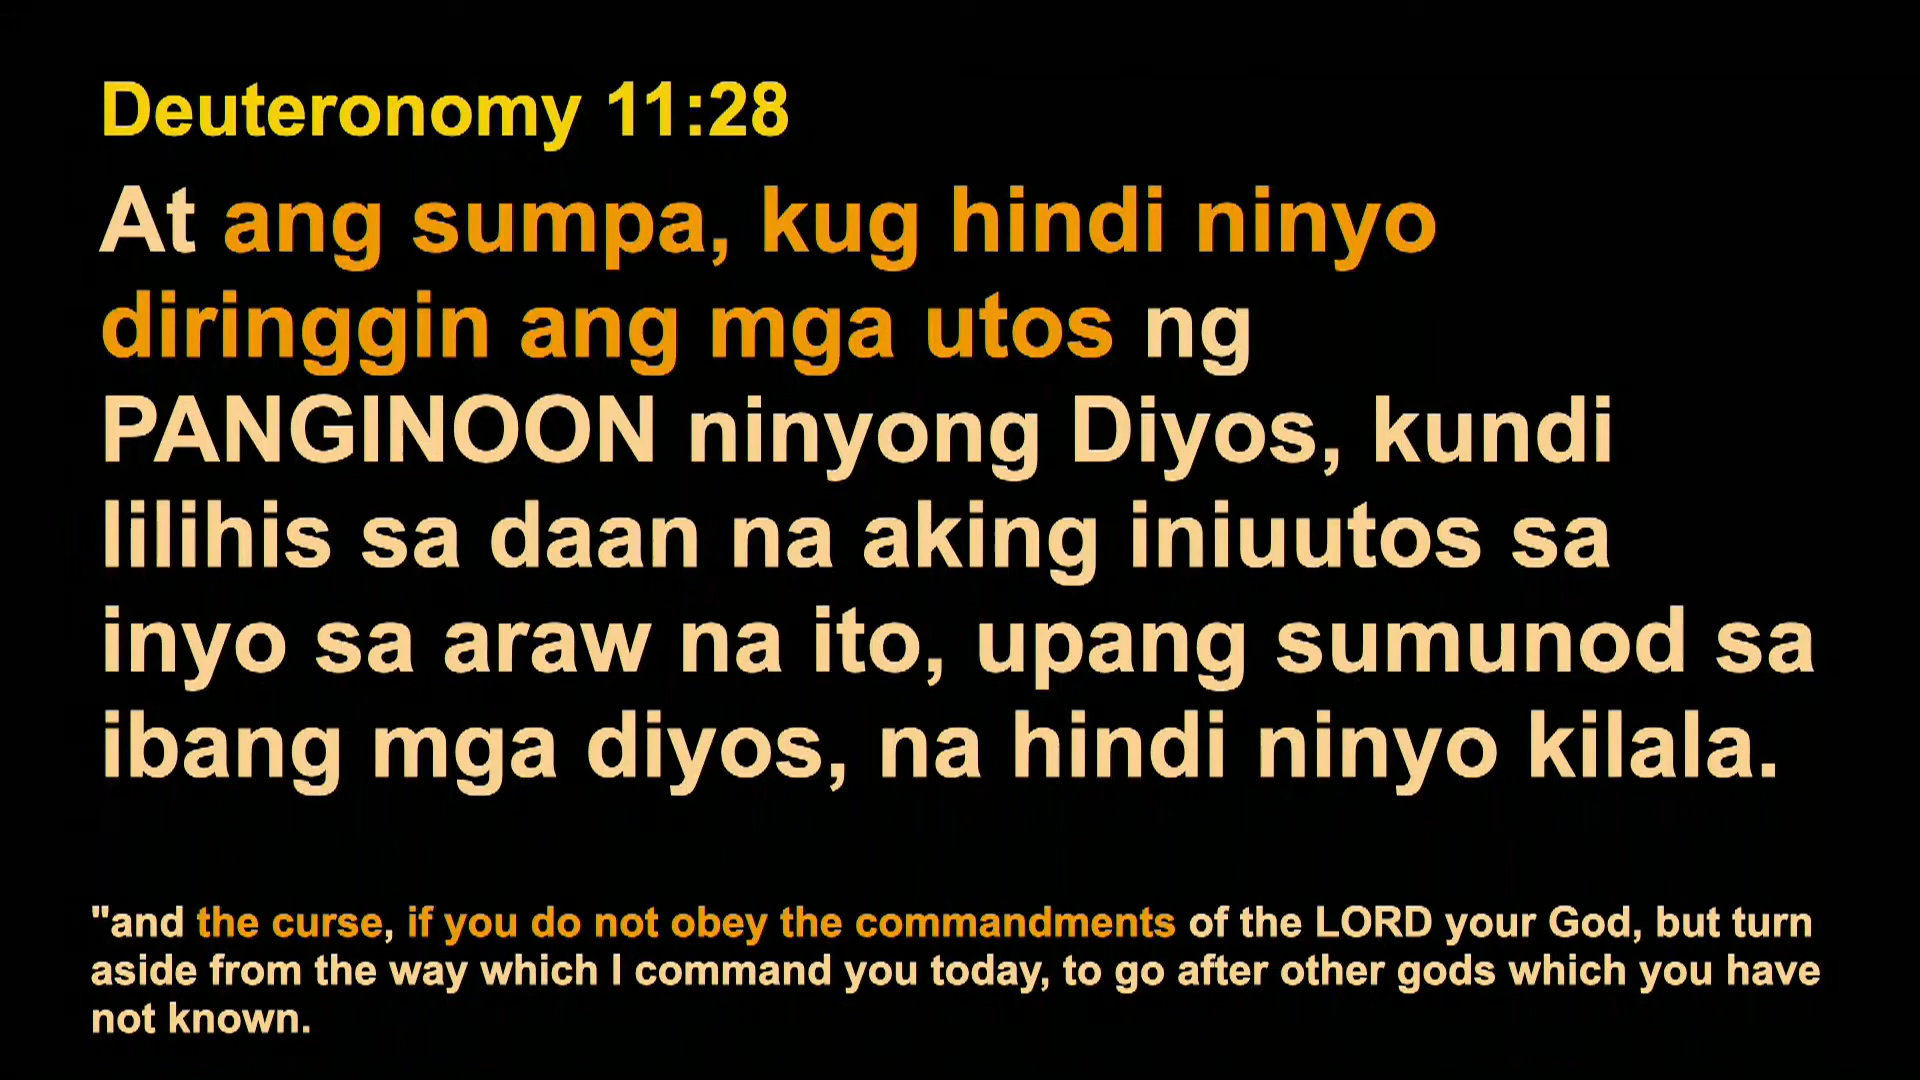 Deuteronomy 11:28
At ang sumpa, kug hindi ninyo
diringgin ang mga utos ng
PANGINOON ninyong Diyos, kundi
lilihis sa daan na aking iniuutos sa
inyo sa araw na ito, upang sumunod sa
ibang mga diyos, na hindi ninyo kilala.
"and the curse, if you do not obey the commandments of the LORD your God, but turn
aside from the way which I command you today, to go after other gods which you have
not known.